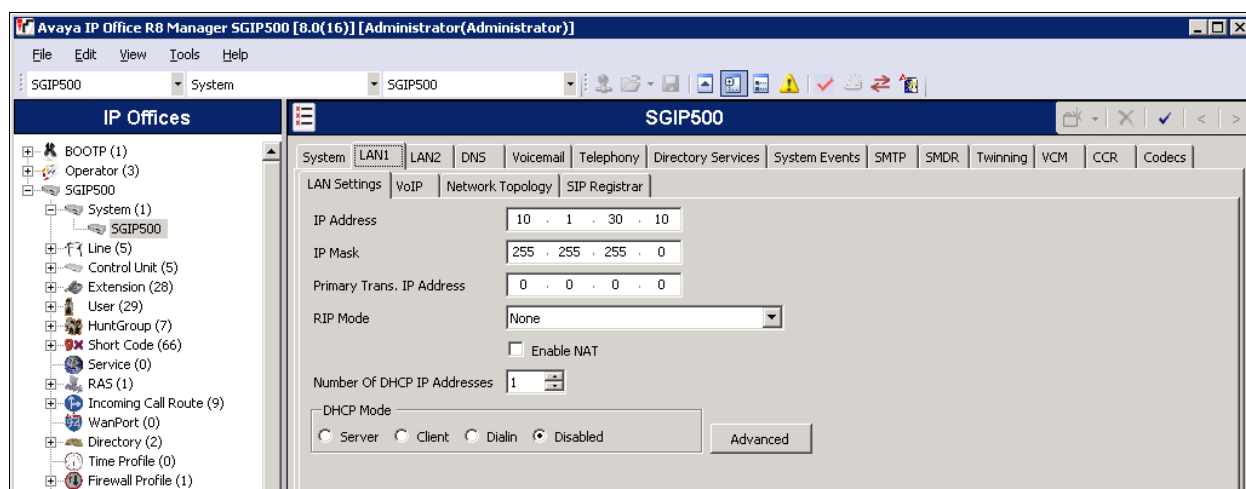 Avaya IP Office R8 Manager SGIP500 [8.0(16)] [Administrator(Administrator)]
File Edit View Tools Help
SGIP500 System SGIP500
IP Offices
BOOTP (1)
Operator (3)
SGIP500
System (1)
SGIP500
Line (5)
Control Unit (5)
Extension (28)
User (29)
HuntGroup (7)
Short Code (66)
Service (0)
RAS (1)
Incoming Call Route (9)
WanPort (0)
Directory (2)
Time Profile (0)
Firewall Profile (1)
SGIP500
System LAN1 LAN2 DNS Voicemail Telephony Directory Services System Events SMTP SMDR Twinning VCM CCR Codecs
LAN Settings VoIP Network Topology SIP Registrar
IP Address 10 . 1 . 30 . 10
IP Mask 255 . 255 . 255 . 0
Primary Trans. IP Address 0 . 0 . 0 . 0
RIP Mode None
Enable NAT
Number Of DHCP IP Addresses 1
DHCP Mode
Server Client Dialin Disabled Advanced